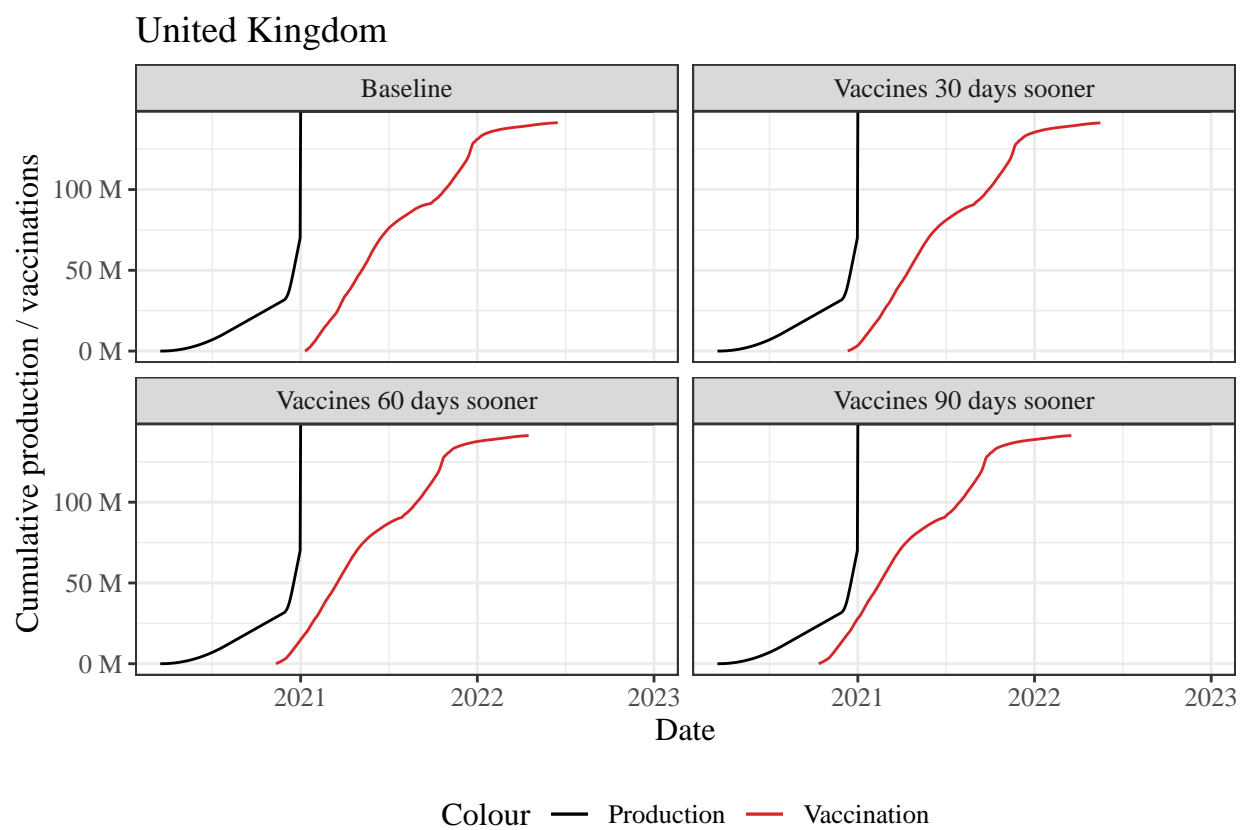 United Kingdom
Baseline
Vaccines 30 days sooner
100 M
50 M
0 M
Vaccines 60 days sooner
Vaccines 90 days sooner
100 M
50 M
0 M
Cumulative production / vaccinations
2021 2022 2023 2021 2022 2023
Date
Colour Production Vaccination